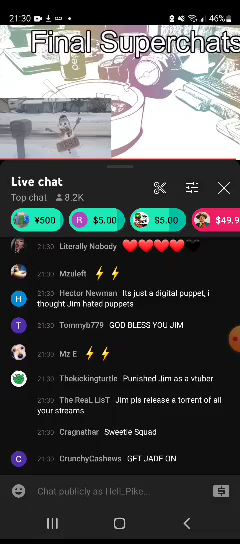 21:30
46%
Final Superchats
Live chat
Top chat 8.2K
¥500 R $5.00 $5.00 $49.9
21:30 Literally Nobody ❤️❤️❤️❤️🖤
21:30 Mzuleft ⚡⚡
H 21:30 Hector Newman Its just a digital puppet, i
thought Jim hated puppets
T 21:30 Tommyb779 GOD BLESS YOU JIM
21:30 Mz E ⚡⚡
21:30 Thekickingturtle Punished Jim as a vtuber
21:30 The ReaL LisT Jim pls release a torrent of all
your streams
21:30 Cragnathar Sweetie Squad
C 21:30 CrunchyCashews GET JADE ON
Chat publicly as Hell_Pike...